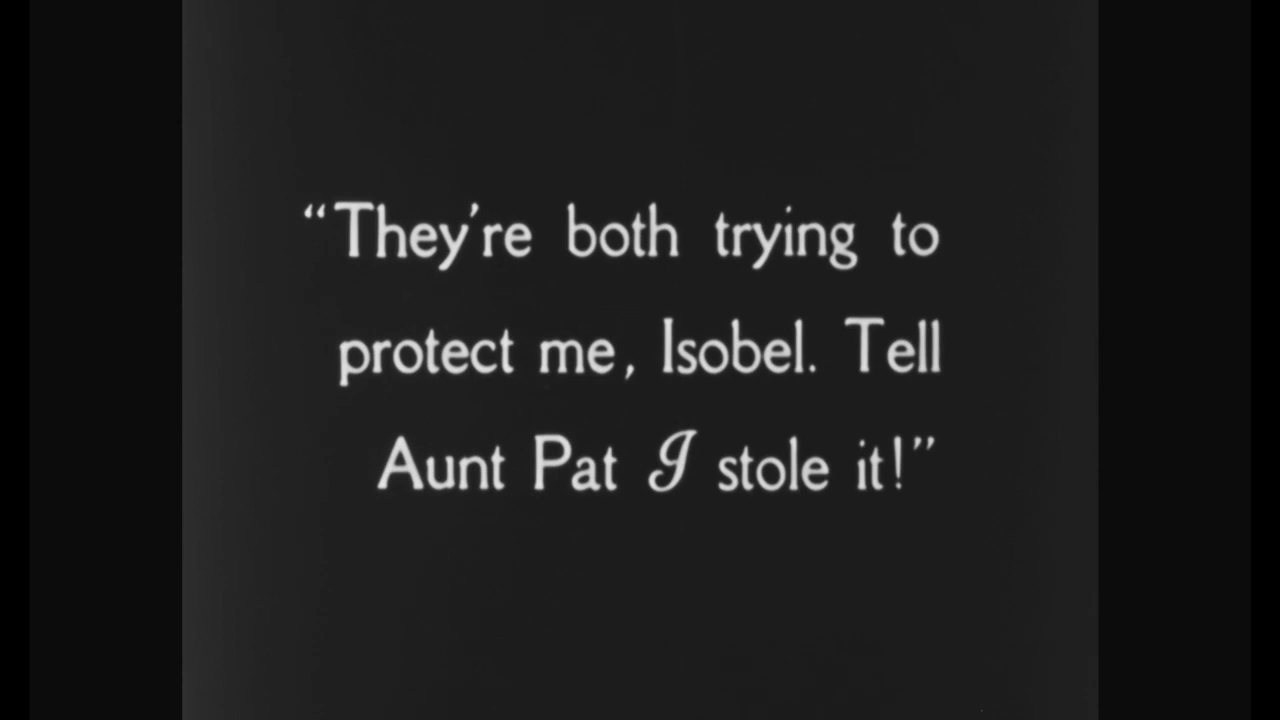 “They’re both trying to
protect me, Isobel. Tell
Aunt Pat I stole it!”